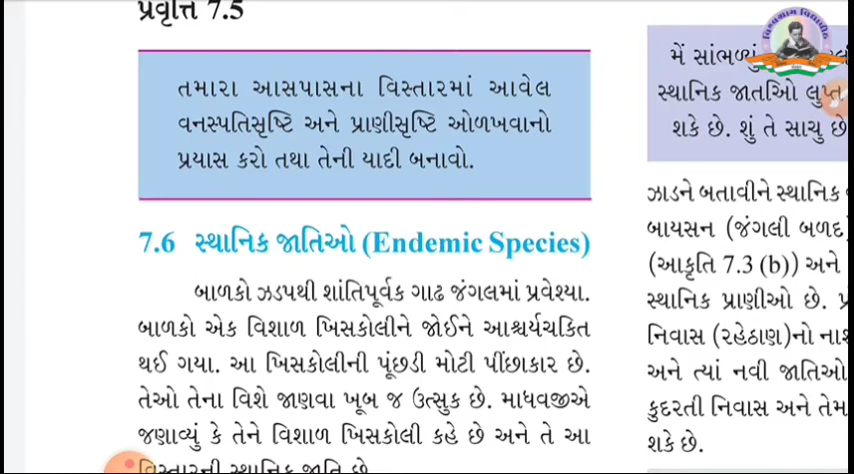 પ્રવૃત્તિ 7.5
તમારા આસપાસના વિસ્તારમાં આવેલ
વનસ્પતિસૃષ્ટિ અને પ્રાણીસૃષ્ટિ ઓળખવાનો
પ્રયાસ કરો તથા તેની યાદી બનાવો.
7.6 સ્થાનિક જાતિઓ (Endemic Species)
બાળકો ઝડપથી શાંતિપૂર્વક ગાઢ જંગલમાં પ્રવેશ્યા.
બાળકો એક વિશાળ ખિસકોલીને જોઈને આશ્ચર્યચકિત
થઈ ગયા. આ ખિસકોલીની પૂંછડી મોટી પીંછાકાર છે.
તેઓ તેના વિશે જાણવા ખૂબ જ ઉત્સુક છે. માધવજીએ
જણાવ્યું કે તેને વિશાળ ખિસકોલી કહે છે અને તે આ
વિસ્તારની સ્થાનિક જાતિ છે.
મેં સાંભળ્યું
સ્થાનિક જાતિઓ લુપ્ત
શકે છે. શું તે સાચુ છે
ઝાડને બતાવીને સ્થાનિક
બાયસન (જંગલી બળદ)
(આકૃતિ 7.3 (b)) અને
સ્થાનિક પ્રાણીઓ છે.
નિવાસ (રહેઠાણ)નો
અને ત્યાં નવી જાતિઓ
કુદરતી નિવાસ અને તેમ
શકે છે.